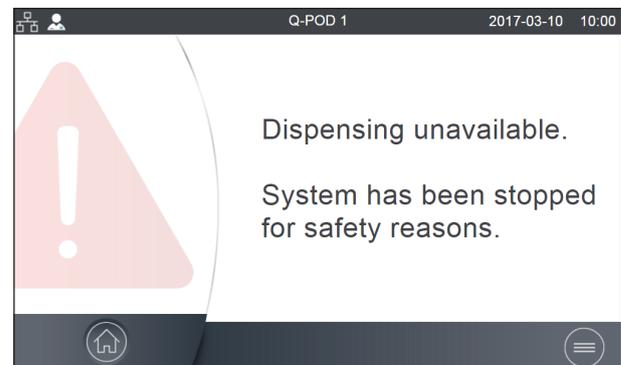 Q-POD 1 2017-03-10 10:00
Dispensing unavailable.
System has been stopped
for safety reasons.